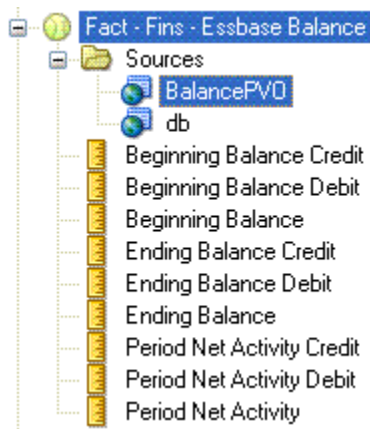 Fact - Fins - Essbase Balance
Sources
BalancePVO
db
Beginning Balance Credit
Beginning Balance Debit
Beginning Balance
Ending Balance Credit
Ending Balance Debit
Ending Balance
Period Net Activity Credit
Period Net Activity Debit
Period Net Activity